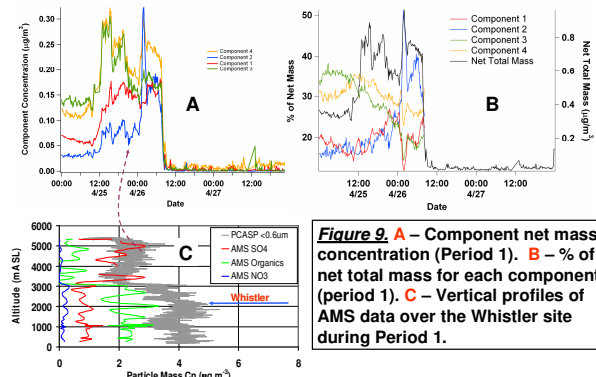 0.30
0.25
0.20
0.15
0.10
0.05
0.00
Component Concentration (µg/m³)
Component 4
Component 2
Component 1
Component 3
A
00:00
12:00
4/25
00:00
4/26
12:00
00:00
4/27
12:00
Date
50
40
30
20
% of Net Mass
Component 1
Component 2
Component 3
Component 4
Net Total Mass
B
0.8
0.6
0.4
0.2
Net Total Mass (µg/m³)
12:00
4/25
00:00
4/26
12:00
00:00
4/27
12:00
Date
6000
5000
4000
3000
2000
1000
0
Altitude (mASL)
C
PCASP <0.6um
AMS SO4
AMS Organics
AMS NO3
Whistler
0
2
4
6
8
Particle Mass Cn (µg m-3)
Figure 9. A – Component net mass
concentration (Period 1). B – % of
net total mass for each component
(period 1). C – Vertical profiles of
AMS data over the Whistler site
during Period 1.